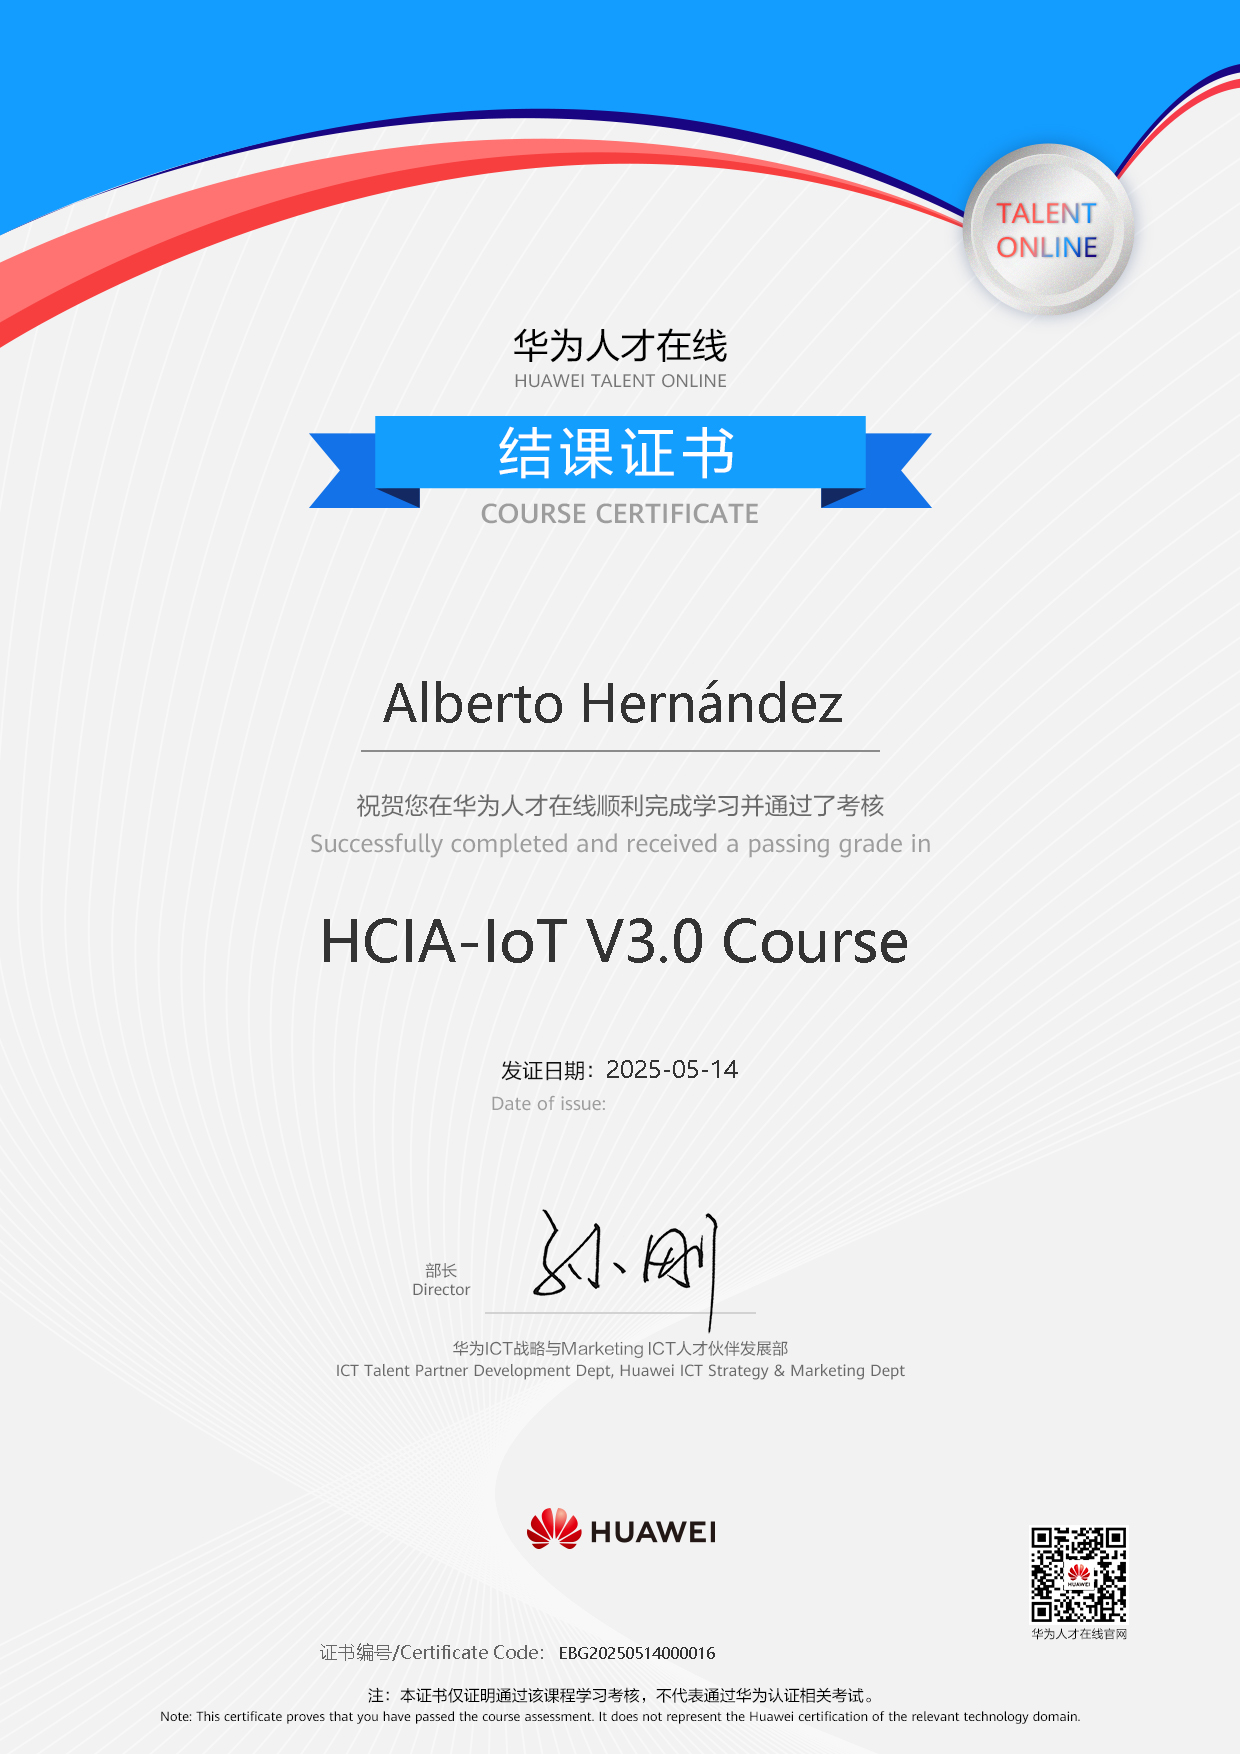 TALENT
ONLINE
华为人才在线
HUAWEI TALENT ONLINE
结课证书
COURSE CERTIFICATE
Alberto Hernández
祝贺您在华为人才在线顺利完成学习并通过了考核
Successfully completed and received a passing grade in
HCIA-IoT V3.0 Course
发证日期：2025-05-14
Date of issue:
孙刚
部长
Director
华为ICT战略与Marketing ICT人才伙伴发展部
ICT Talent Partner Development Dept, Huawei ICT Strategy & Marketing Dept
HUAWEI
HUAWEI
华为人才在线官网
证书编号/Certificate Code: EBG20250514000016
注：本证书仅证明通过该课程学习考核，不代表通过华为认证相关考试。
Note: This certificate proves that you have passed the course assessment. It does not represent the Huawei certification of the relevant technology domain.